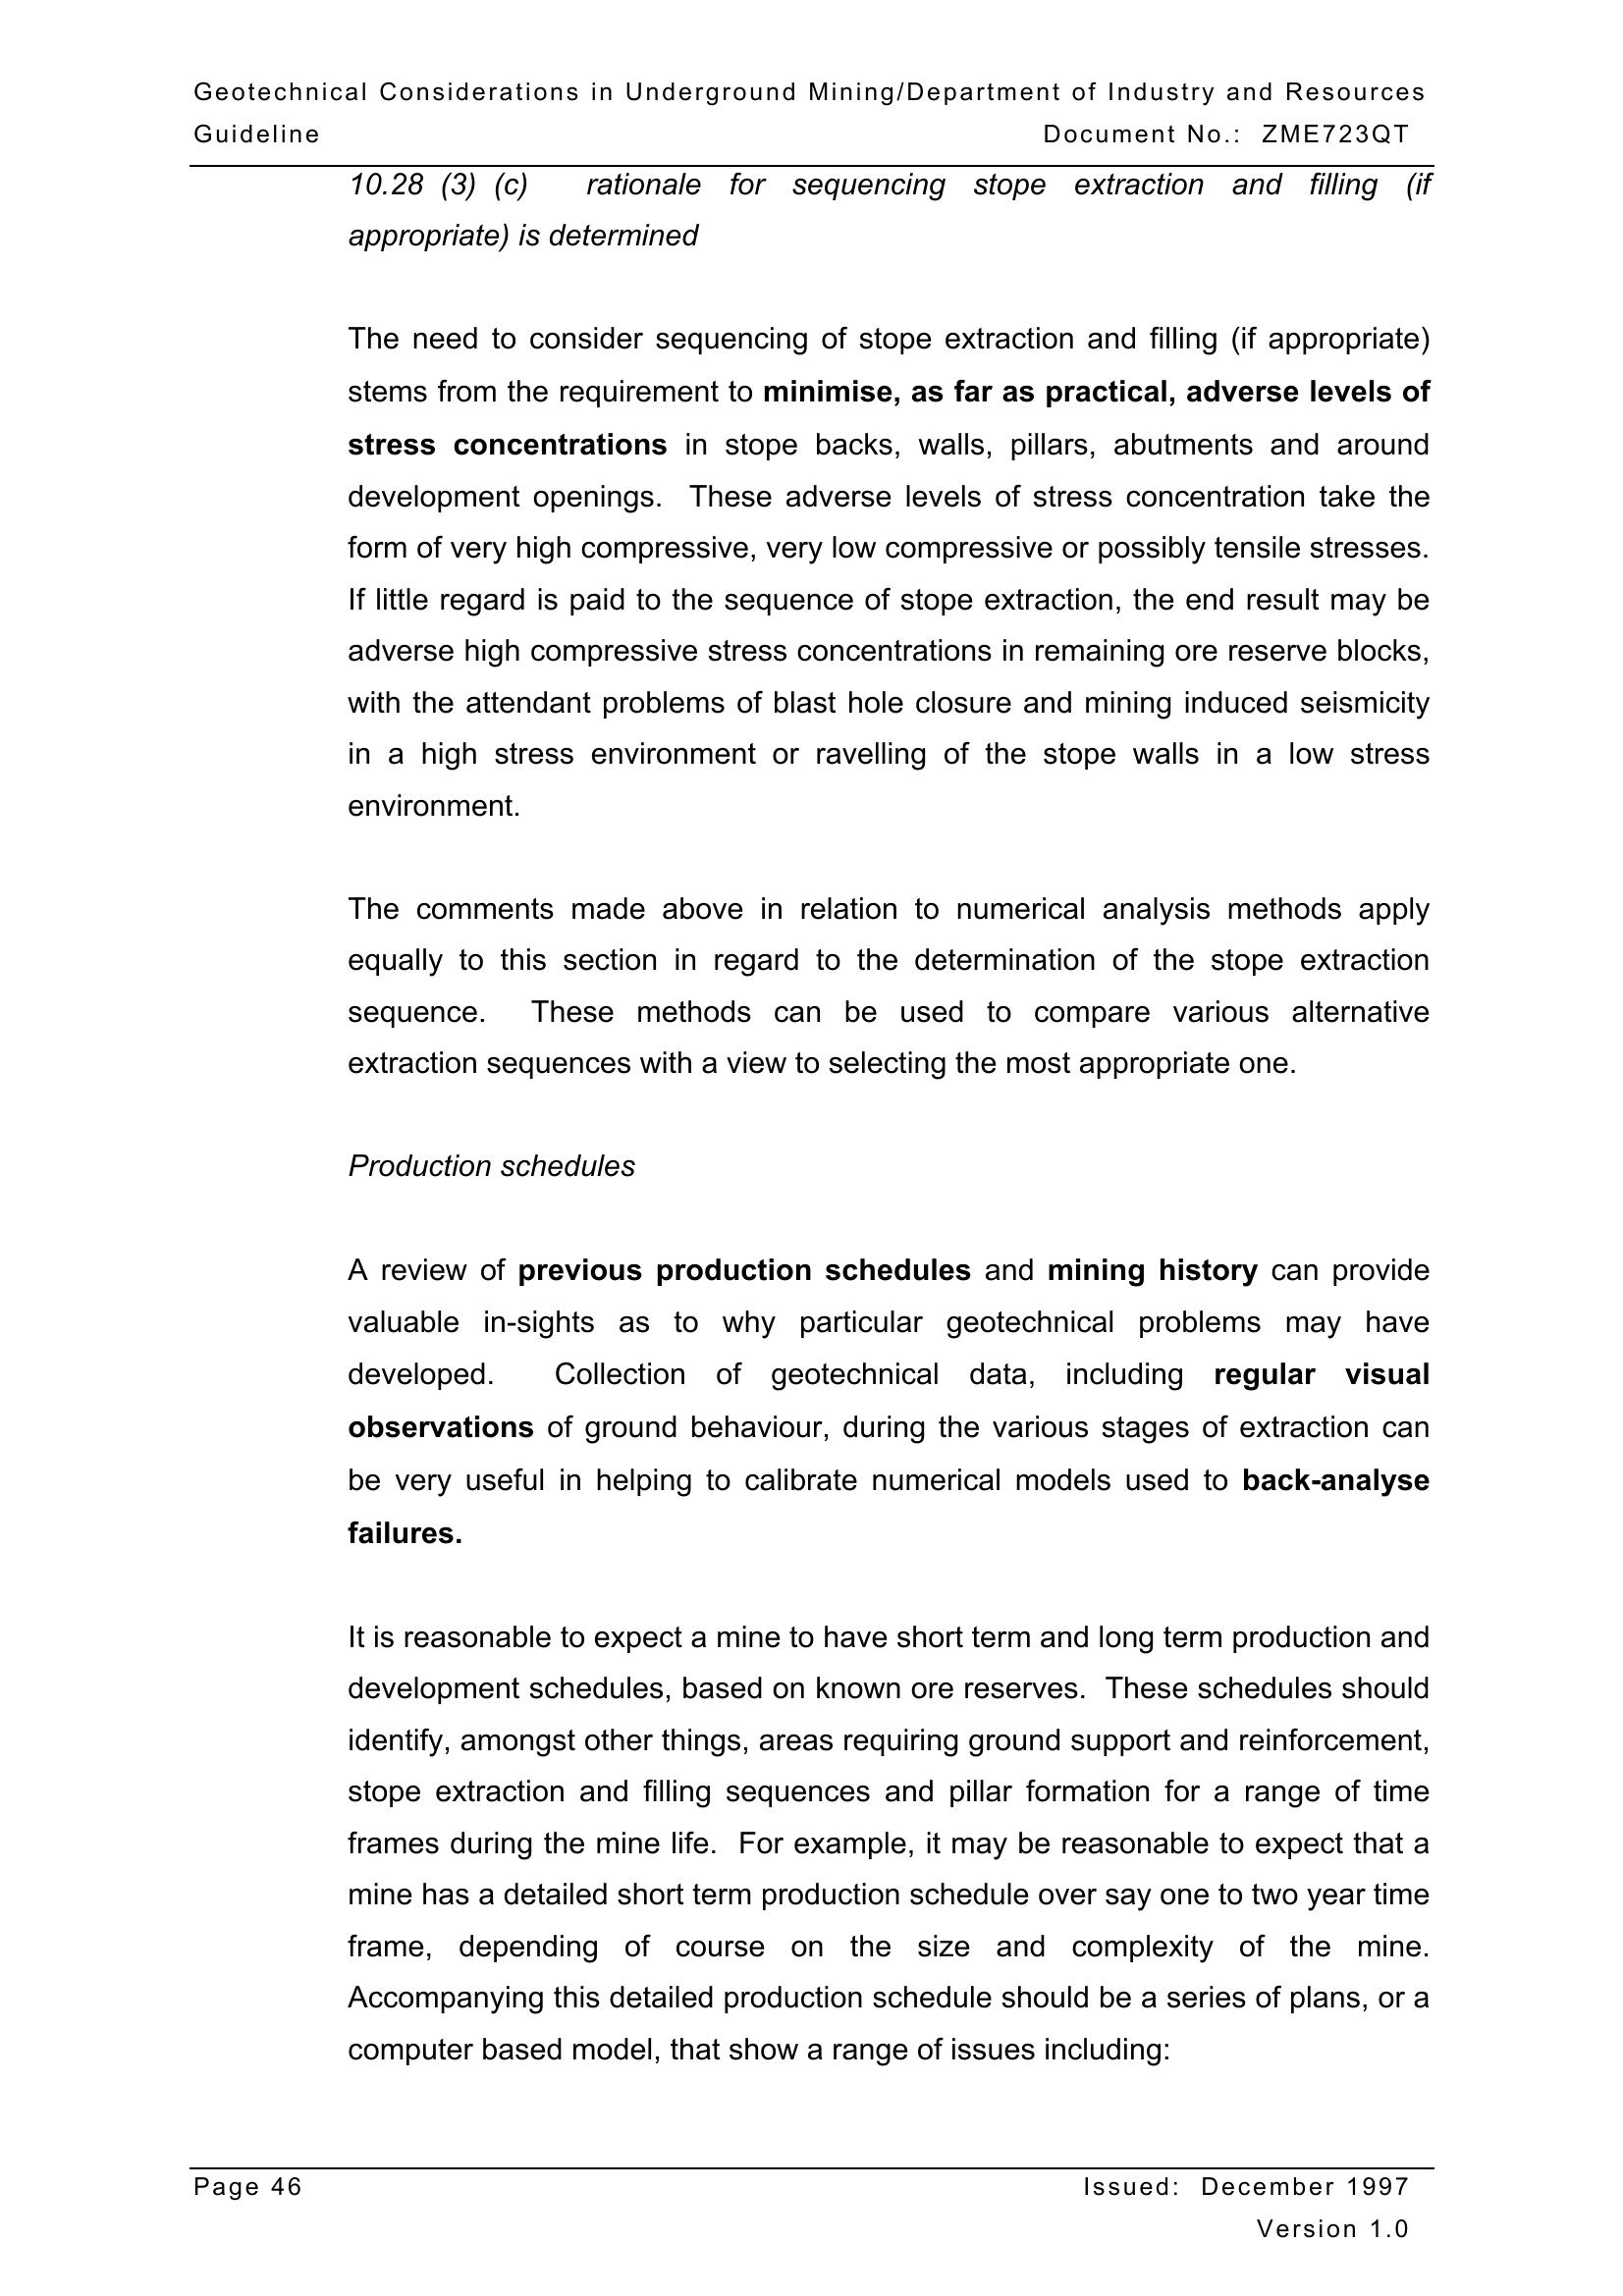 Geotechnical Considerations in Underground Mining/Department of Industry and Resources
Guideline Document No.: ZME723QT
10.28 (3) (c) rationale for sequencing stope extraction and filling (if
appropriate) is determined
The need to consider sequencing of stope extraction and filling (if appropriate)
stems from the requirement to minimise, as far as practical, adverse levels of
stress concentrations in stope backs, walls, pillars, abutments and around
development openings. These adverse levels of stress concentration take the
form of very high compressive, very low compressive or possibly tensile stresses.
If little regard is paid to the sequence of stope extraction, the end result may be
adverse high compressive stress concentrations in remaining ore reserve blocks,
with the attendant problems of blast hole closure and mining induced seismicity
in a high stress environment or ravelling of the stope walls in a low stress
environment.
The comments made above in relation to numerical analysis methods apply
equally to this section in regard to the determination of the stope extraction
sequence. These methods can be used to compare various alternative
extraction sequences with a view to selecting the most appropriate one.
Production schedules
A review of previous production schedules and mining history can provide
valuable in-sights as to why particular geotechnical problems may have
developed. Collection of geotechnical data, including regular visual
observations of ground behaviour, during the various stages of extraction can
be very useful in helping to calibrate numerical models used to back-analyse
failures.
It is reasonable to expect a mine to have short term and long term production and
development schedules, based on known ore reserves. These schedules should
identify, amongst other things, areas requiring ground support and reinforcement,
stope extraction and filling sequences and pillar formation for a range of time
frames during the mine life. For example, it may be reasonable to expect that a
mine has a detailed short term production schedule over say one to two year time
frame, depending of course on the size and complexity of the mine.
Accompanying this detailed production schedule should be a series of plans, or a
computer based model, that show a range of issues including:
Page 46 Issued: December 1997
Version 1.0